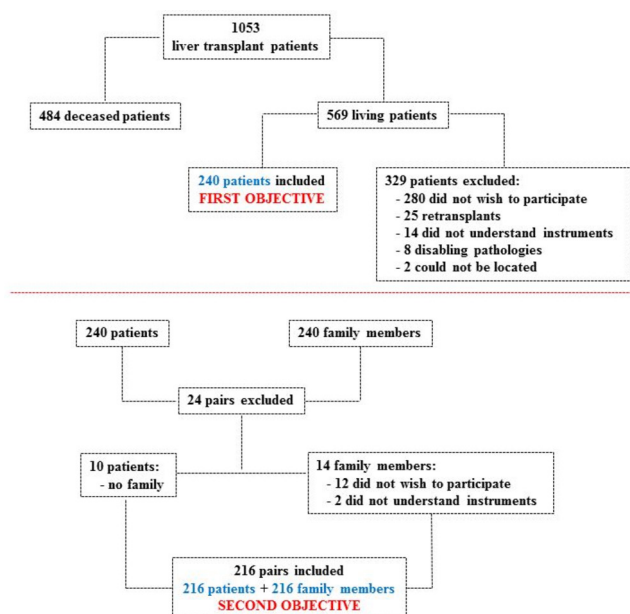 1053
liver transplant patients
484 deceased patients
569 living patients
240 patients included
FIRST OBJECTIVE
329 patients excluded:
- 280 did not wish to participate
- 25 retransplants
- 14 did not understand instruments
- 8 disabling pathologies
- 2 could not be located
240 patients
240 family members
24 pairs excluded
10 patients:
- no family
14 family members:
- 12 did not wish to participate
- 2 did not understand instruments
216 pairs included
216 patients + 216 family members
SECOND OBJECTIVE